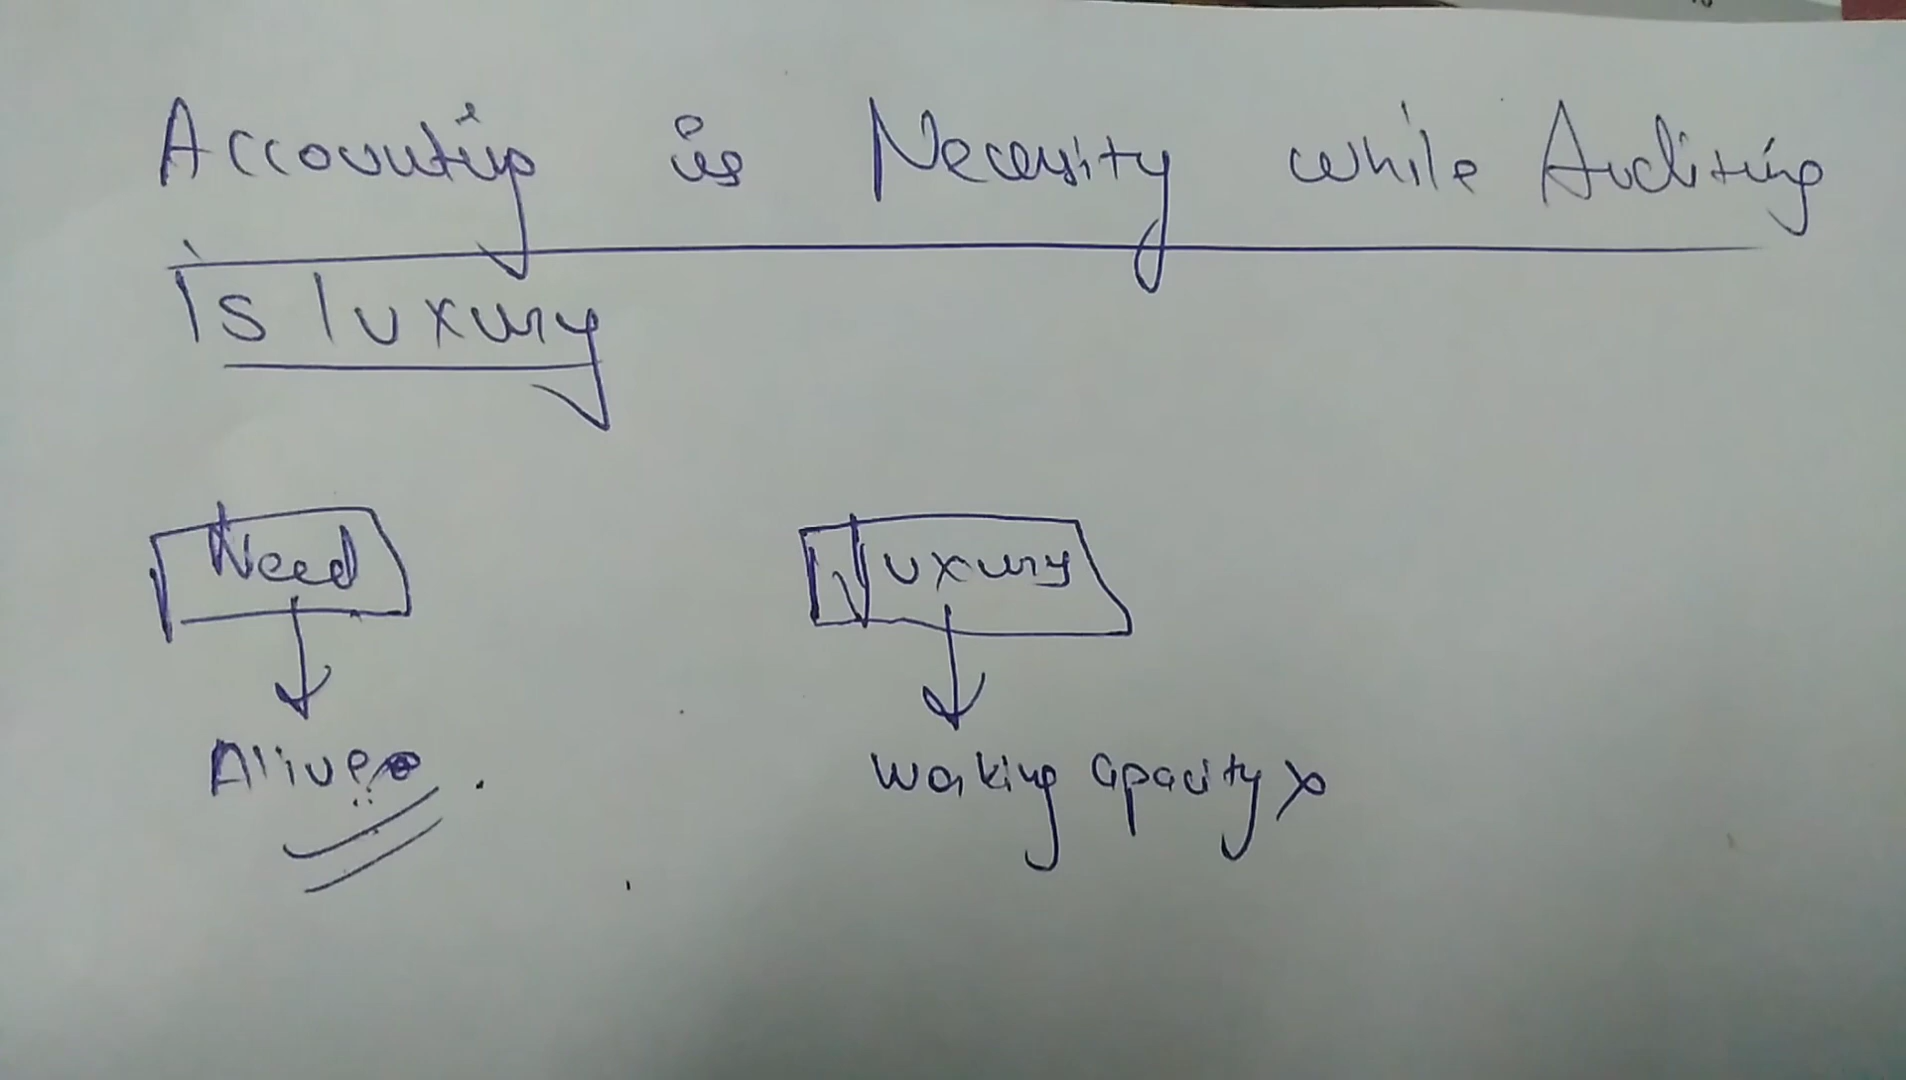 Accounting is Necessity while Auditing
Is luxury
Need
Luxury
Alive
Working capacity